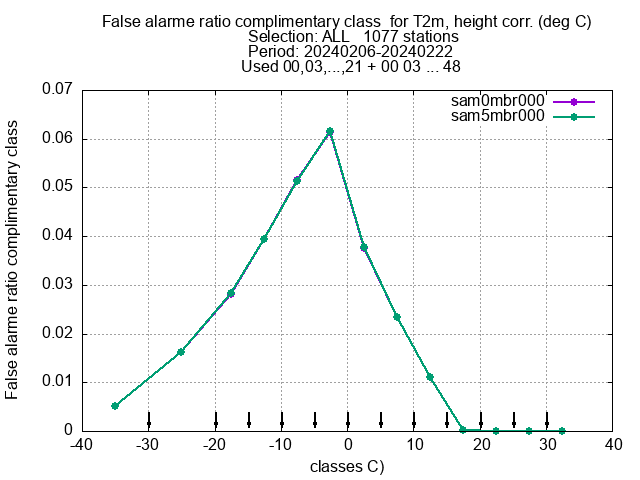 False alarme ratio complimentary class  for T2m, height corr. (deg C)
Selection: ALL   1077 stations
Period: 20240206-20240222
Used 00,03,...,21 + 00 03 ... 48
sam0mbr000
sam5mbr000
0.07
0.06
0.05
0.04
0.03
0.02
0.01
0
False alarme ratio complimentary class
-40 -30 -20 -10 0 10 20 30 40
classes C)